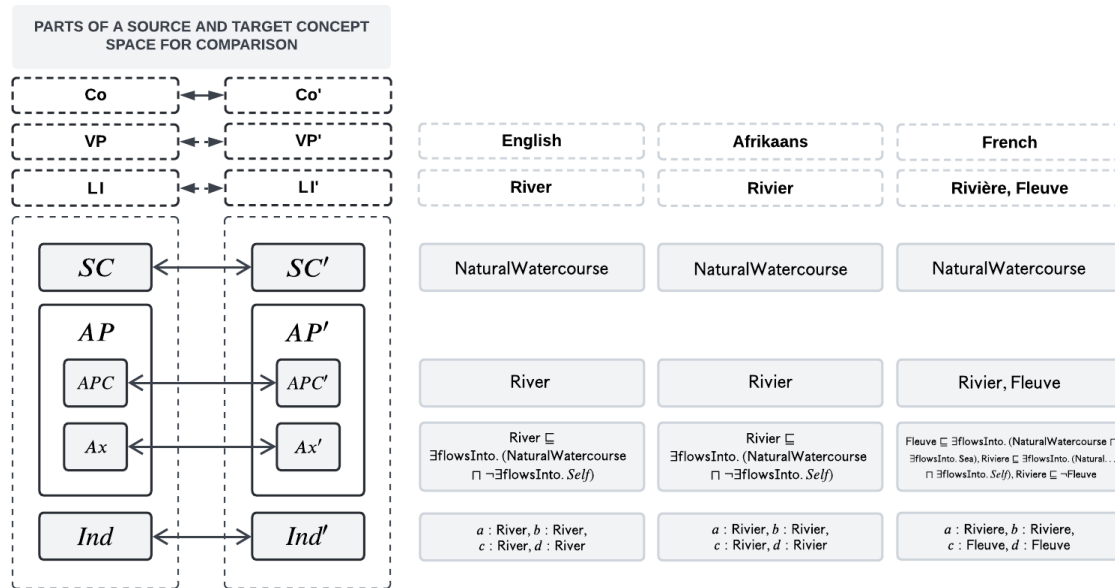 PARTS OF A SOURCE AND TARGET CONCEPT
SPACE FOR COMPARISON
Co
Co'
VP
VP'
English
Afrikaans
French
LI
LI'
River
Rivier
Rivière, Fleuve
SC
SC′
NaturalWatercourse
NaturalWatercourse
NaturalWatercourse
AP
AP′
APC
APC′
River
Rivier
Rivier, Fleuve
Ax
Ax′
River ⊑
∃flowsInto. (NaturalWatercourse
⊓ ¬∃flowsInto. Self)
Rivier ⊑
∃flowsInto. (NaturalWatercourse
⊓ ¬∃flowsInto. Self)
Fleuve ⊑ ∃flowsInto. (NaturalWatercourse ⊓
∃flowsInto. Sea), Riviere ⊑ ∃flowsInto. (Natural. . .
⊓ ∃flowsInto. Self), Riviere ⊑ ¬Fleuve
Ind
Ind′
a : River, b : River,
c : River, d : River
a : Rivier, b : Rivier,
c : Rivier, d : Rivier
a : Riviere, b : Riviere,
c : Fleuve, d : Fleuve